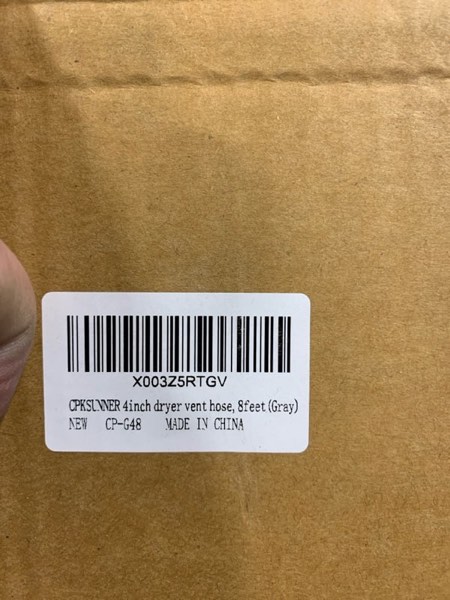 X003Z5RTGV
CPKSUNNER 4inch dryer vent hose, 8feet (Gray)
NEW CP-G48 MADE IN CHINA